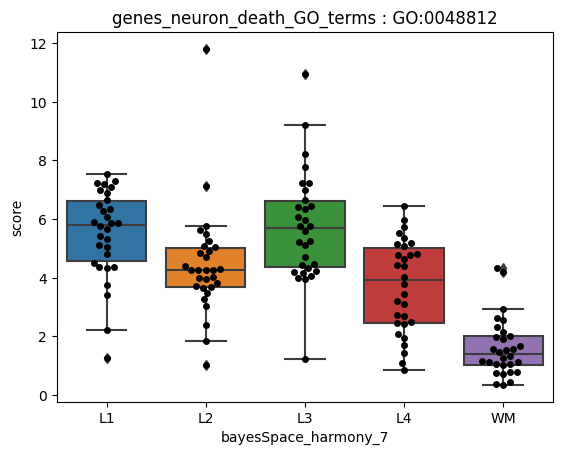 genes_neuron_death_GO_terms : GO:0048812
12
10
8
6
4
2
0
score
L1 L2 L3 L4 WM
bayesSpace_harmony_7